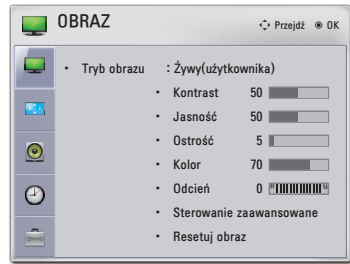 OBRAZ
Przejdź OK
• Tryb obrazu : Żywy(użytkownika)
• Kontrast 50
• Jasność 50
• Ostrość 5
• Kolor 70
• Odcień 0 R G
• Sterowanie zaawansowane
• Resetuj obraz